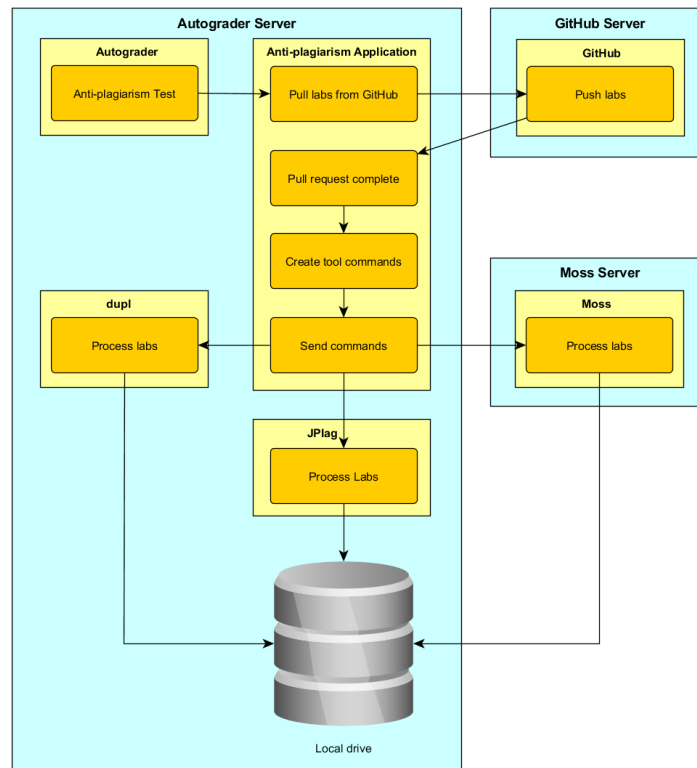 Autograder Server
GitHub Server
Autograder
Anti-plagiarism Application
GitHub
Anti-plagiarism Test
Pull labs from GitHub
Push labs
Pull request complete
Create tool commands
Moss Server
dupl
Moss
Process labs
Send commands
Process labs
JPlag
Process Labs
Local drive